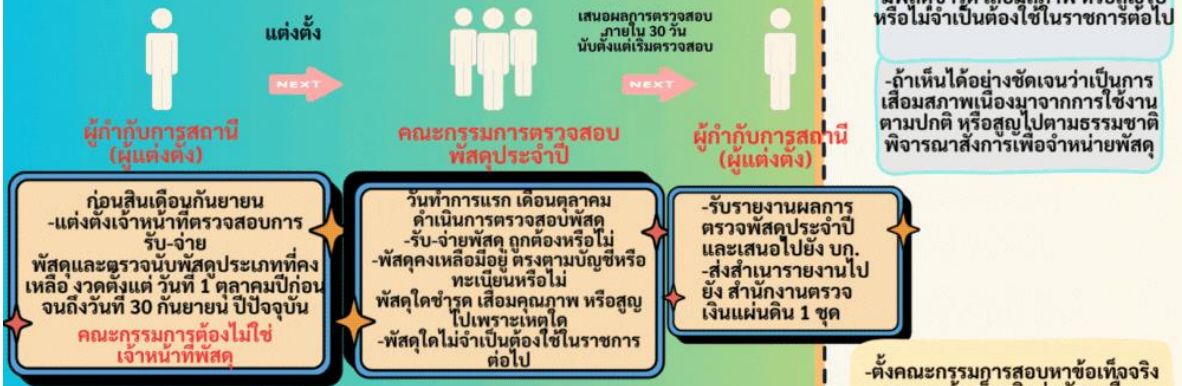 แต่งตั้ง
NEXT
เสนอผลการตรวจสอบ
ภายใน 30 วัน
นับตั้งแต่เริ่มตรวจสอบ
NEXT
ผู้กำกับการสถานี
(ผู้แต่งตั้ง)
คณะกรรมการตรวจสอบ
พัสดุประจำปี
ผู้กำกับการสถานี
(ผู้แต่งตั้ง)
ก่อนสิ้นเดือนกันยายน
-แต่งตั้งเจ้าหน้าที่ตรวจสอบการ
รับ-จ่าย
พัสดุและตรวจนับพัสดุประเภทที่คง
เหลือ งวดตั้งแต่ วันที่ 1 ตุลาคมปีก่อน
จนถึงวันที่ 30 กันยายน ปีปัจจุบัน
คณะกรรมการต้องไม่ใช่
เจ้าหน้าที่พัสดุ
วันทำการแรก เดือนตุลาคม
ดำเนินการตรวจสอบพัสดุ
-รับ-จ่ายพัสดุ ถูกต้องหรือไม่
-พัสดุคงเหลือมีอยู่ ตรงตามบัญชีหรือ
ทะเบียนหรือไม่
พัสดุใดชำรุด เสื่อมคุณภาพ หรือสูญ
ไปเพราะเหตุใด
-พัสดุใดไม่จำเป็นต้องใช้ในราชการ
ต่อไป
-รับรายงานผลการ
ตรวจพัสดุประจำปี
และเสนอไปยัง บก.
-ส่งสำเนารายงานไป
ยัง สำนักงานตรวจ
เงินแผ่นดิน 1 ชุด
หรือไม่จำเป็นต้องใช้ในราชการต่อไป
-ถ้าเห็นได้อย่างชัดเจนว่าเป็นการ
เสื่อมสภาพเนื่องมาจากการใช้งาน
ตามปกติ หรือสูญไปตามธรรมชาติ
พิจารณาสั่งการเพื่อจำหน่ายพัสดุ
-ตั้งคณะกรรมการสอบหาข้อเท็จจริง